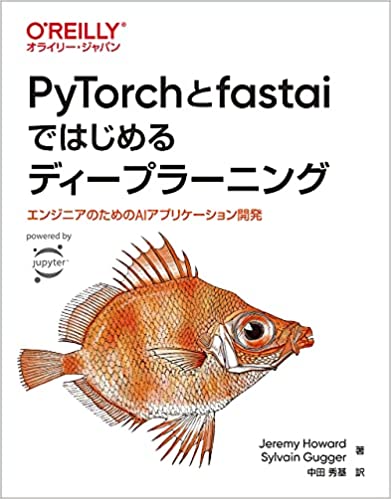 O'REILLY®
オライリー・ジャパン
PyTorchとfastai
ではじめる
ディープラーニング
エンジニアのためのAIアプリケーション開発
powered by
jupyter
Jeremy Howard 著
Sylvain Gugger
中田 秀基 訳